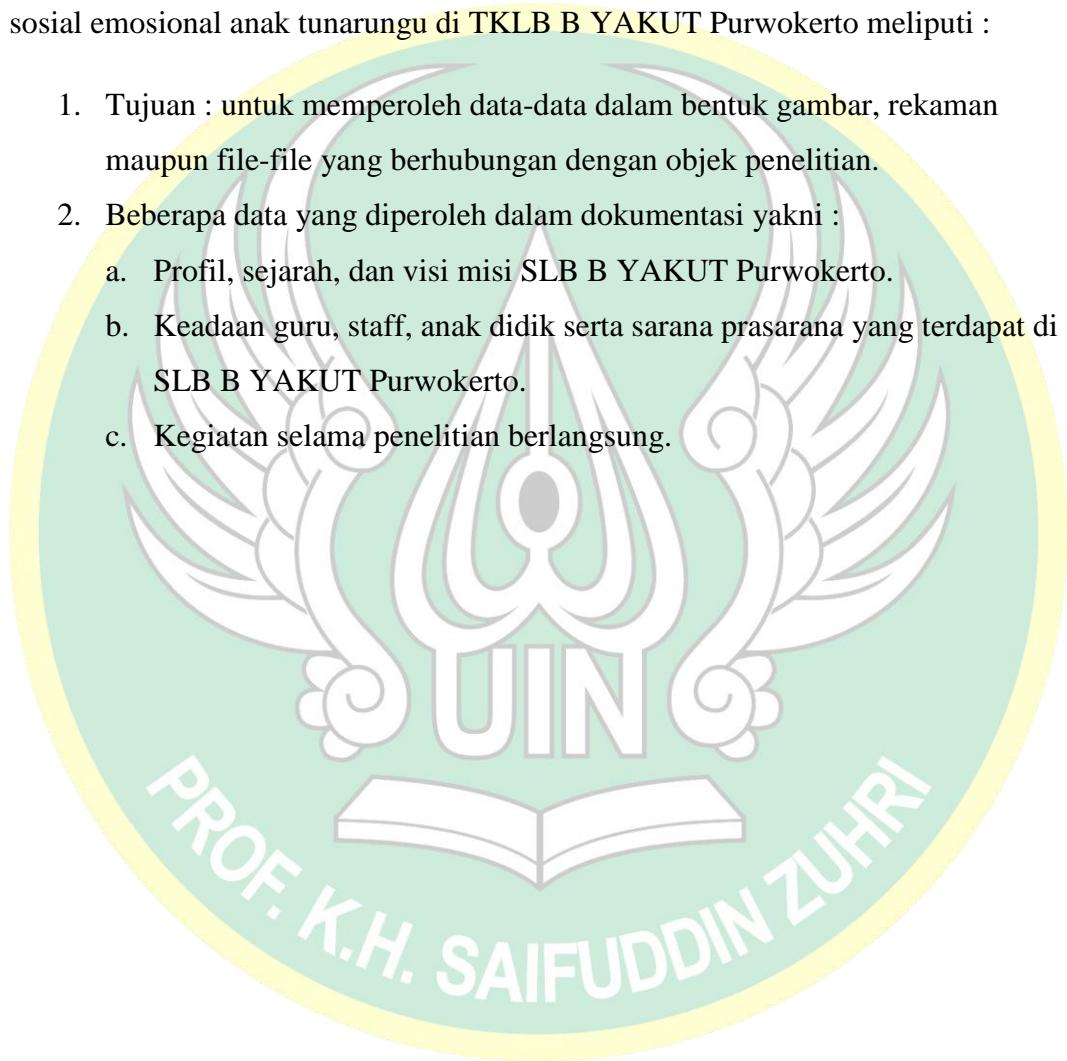 sosial emosional anak tunarungu di TKLB B YAKUT Purwokerto meliputi :
1. Tujuan : untuk memperoleh data-data dalam bentuk gambar, rekaman
maupun file-file yang berhubungan dengan objek penelitian.
2. Beberapa data yang diperoleh dalam dokumentasi yakni :
a. Profil, sejarah, dan visi misi SLB B YAKUT Purwokerto.
b. Keadaan guru, staff, anak didik serta sarana prasarana yang terdapat di
SLB B YAKUT Purwokerto.
c. Kegiatan selama penelitian berlangsung.
UIN
PROF. K.H. SAIFUDDIN ZUHRI